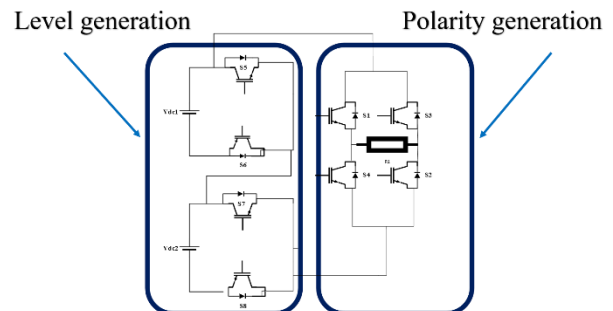 Level generation
Polarity generation
S5
S1
S3
Vdc1
S6
S4
S2
S7
Vdc2
S8